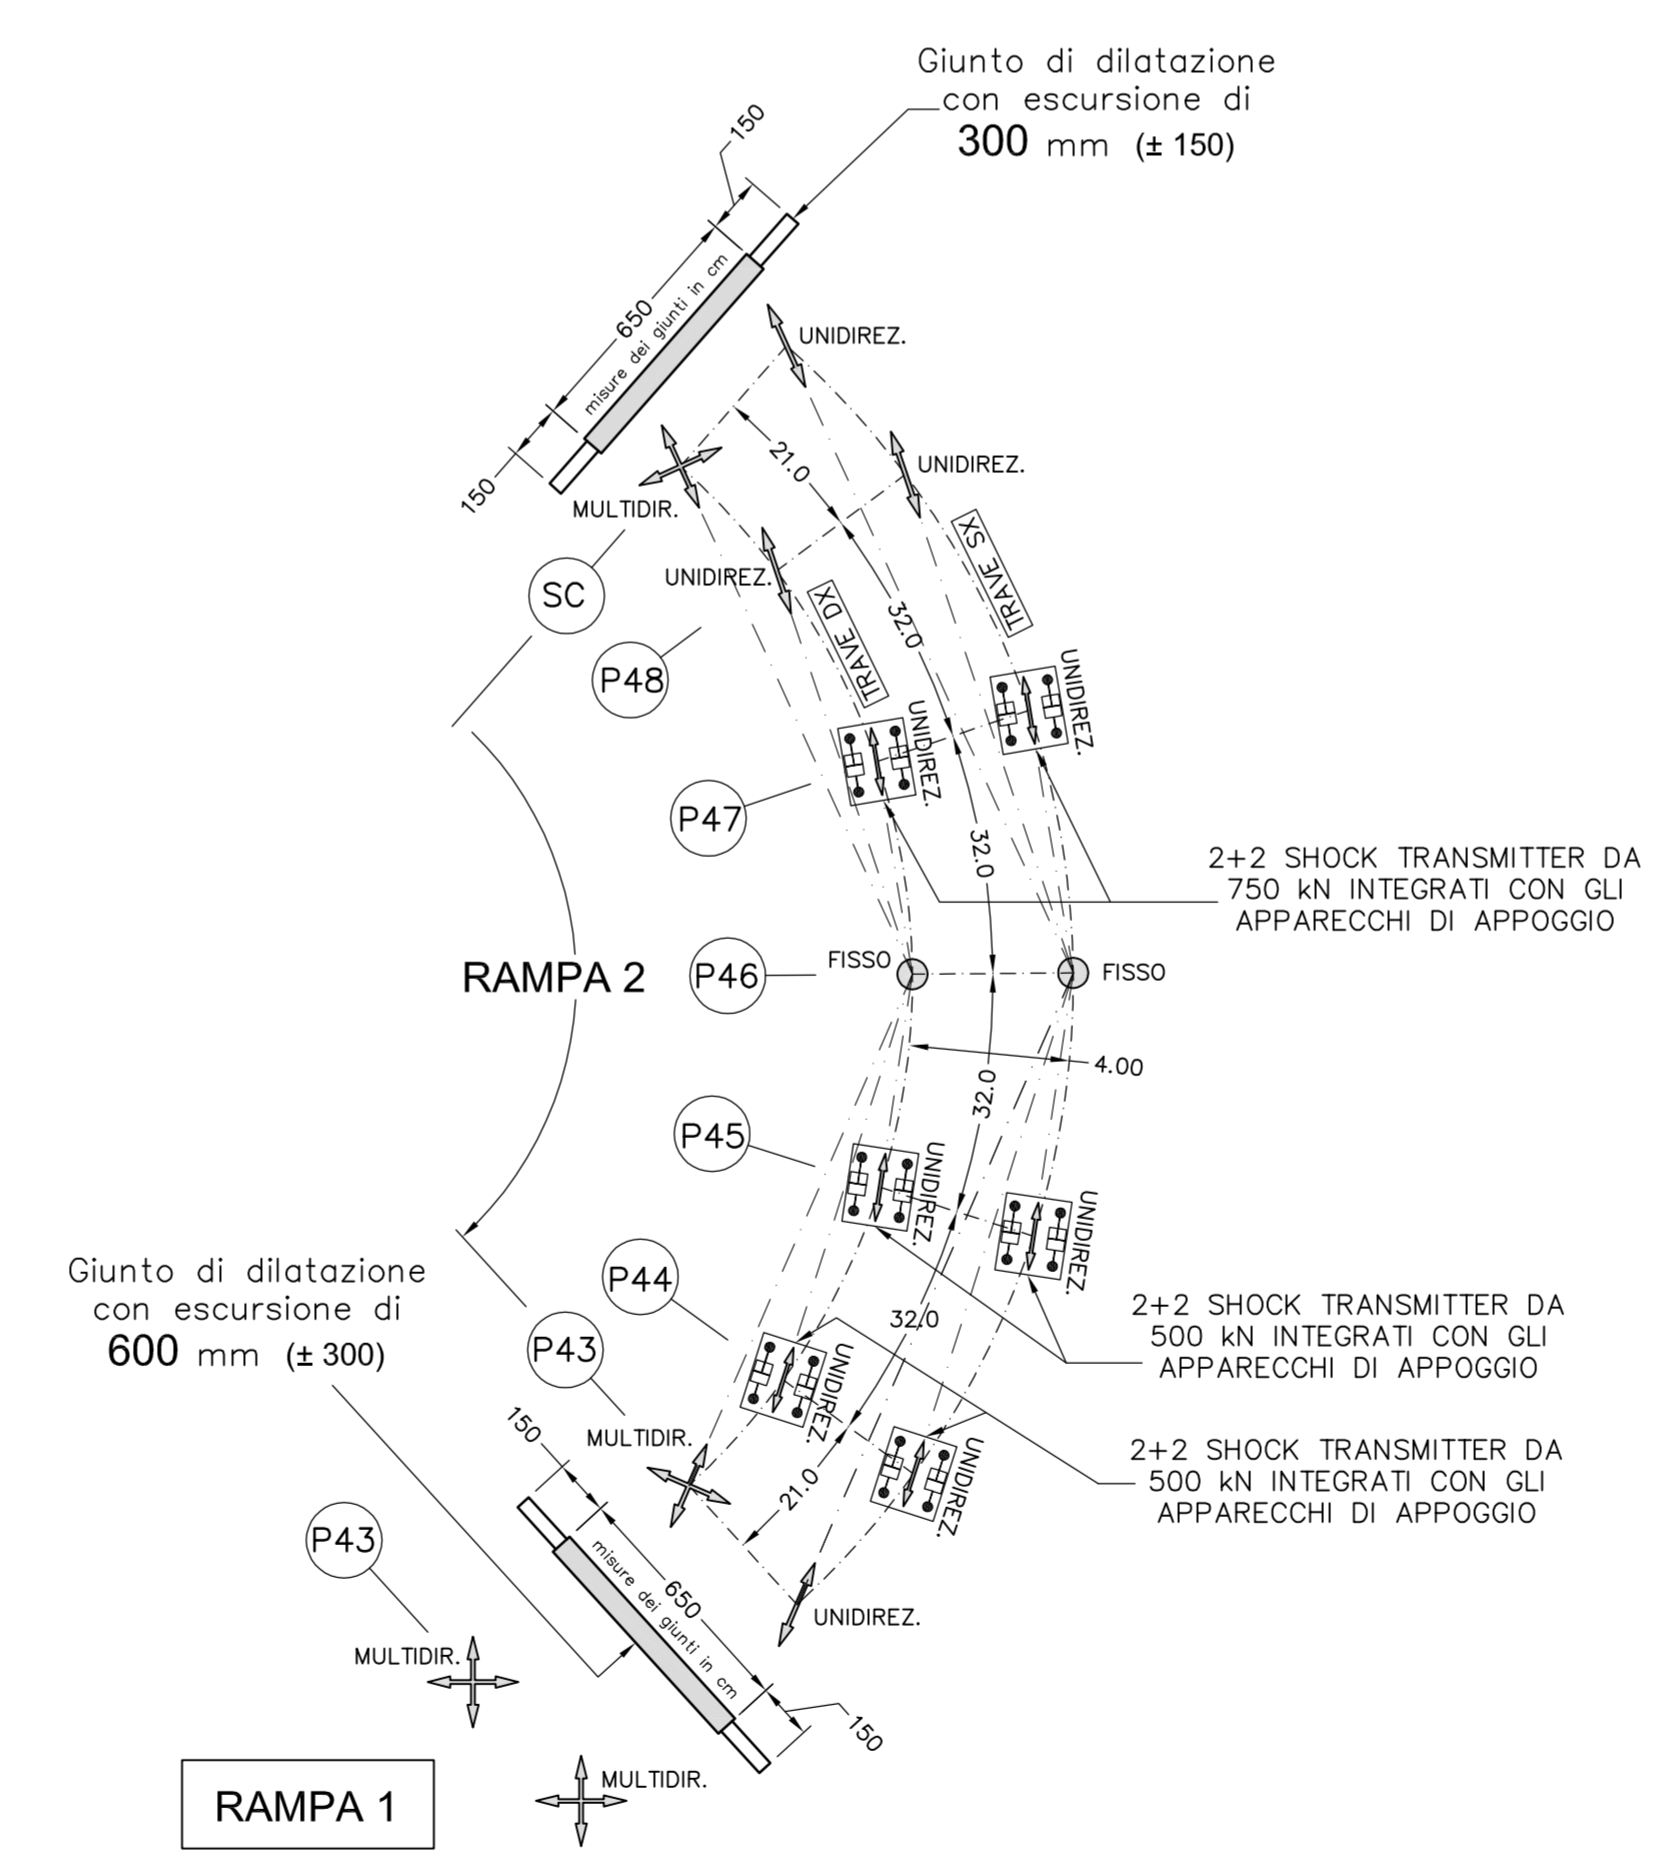 Giunto di dilatazione
con escursione di
300 mm (± 150)
150
650
misure dei giunti in cm
150
UNIDIREZ.
UNIDIREZ.
21.0
MULTIDIR.
UNIDIREZ.
SC
TRAVE SX
TRAVE DX
32.0
P48
UNIDIREZ.
UNIDIREZ.
P47
32.0
2+2 SHOCK TRANSMITTER DA
750 kN INTEGRATI CON GLI
APPARECCHI DI APPOGGIO
RAMPA 2
P46
FISSO
FISSO
4.00
32.0
P45
UNIDIREZ.
UNIDIREZ.
P44
Giunto di dilatazione
con escursione di
600 mm (± 300)
32.0
2+2 SHOCK TRANSMITTER DA
500 kN INTEGRATI CON GLI
APPARECCHI DI APPOGGIO
P43
UNIDIREZ.
150
MULTIDIR.
UNIDIREZ.
2+2 SHOCK TRANSMITTER DA
500 kN INTEGRATI CON GLI
APPARECCHI DI APPOGGIO
21.0
P43
misure dei giunti in cm
650
UNIDIREZ.
MULTIDIR.
150
MULTIDIR.
RAMPA 1